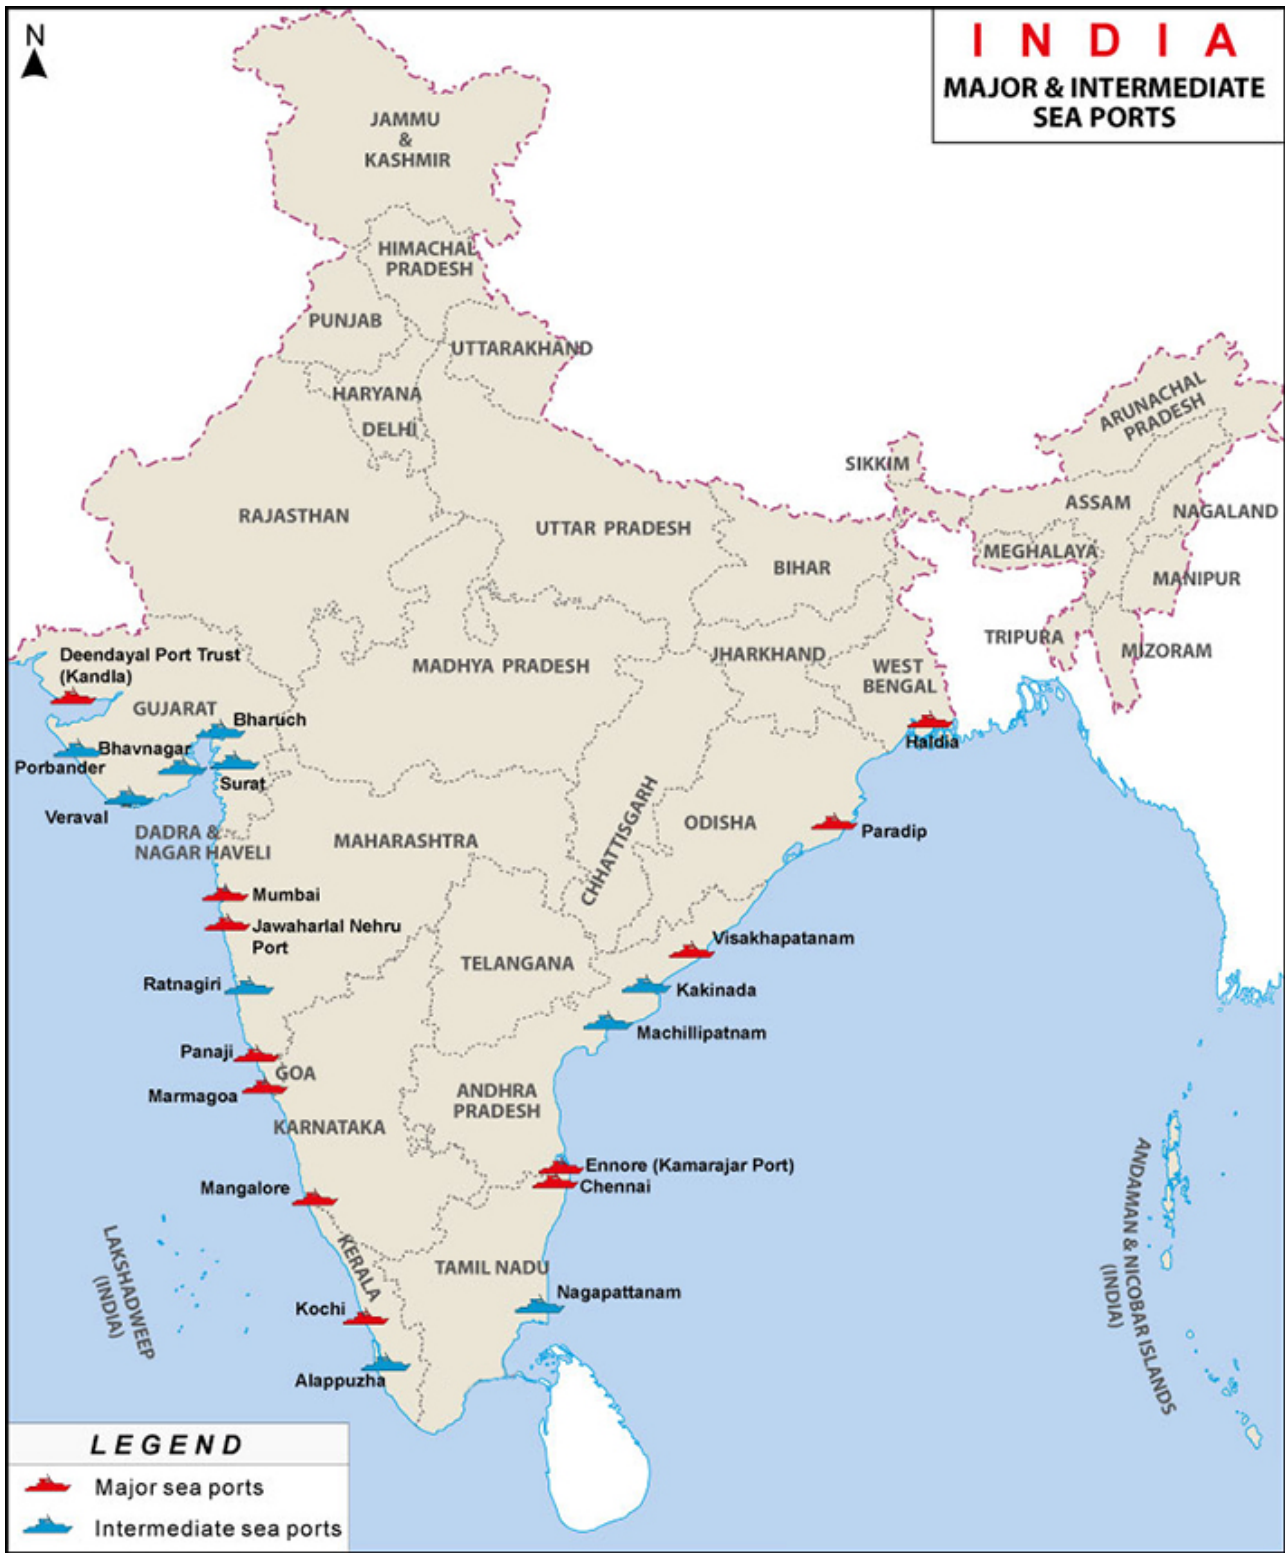 N
I N D I A
MAJOR & INTERMEDIATE
SEA PORTS
JAMMU
&
KASHMIR
HIMACHAL
PRADESH
PUNJAB
UTTARAKHAND
HARYANA
DELHI
ARUNACHAL
PRADESH
SIKKIM
RAJASTHAN
UTTAR PRADESH
ASSAM
NAGALAND
BIHAR
MEGHALAYA
MANIPUR
TRIPURA
MIZORAM
Deendayal Port Trust
(Kandla)
MADHYA PRADESH
JHARKHAND
WEST
BENGAL
GUJARAT
Bharuch
Bhavnagar
Porbander
Surat
Veraval
Haldia
DADRA &
NAGAR HAVELI
MAHARASHTRA
CHHATTISGARH
ODISHA
Paradip
Mumbai
Jawaharlal Nehru
Port
Visakhapatanam
TELANGANA
Ratnagiri
Kakinada
Machillipatnam
Panaji
GOA
Marmagoa
ANDHRA
PRADESH
KARNATAKA
Ennore (Kamarajar Port)
Chennai
Mangalore
LAKSHADWEEP
(INDIA)
KERALA
TAMIL NADU
ANDAMAN & NICOBAR ISLANDS
(INDIA)
Nagapattanam
Kochi
Alappuzha
LEGEND
Major sea ports
Intermediate sea ports